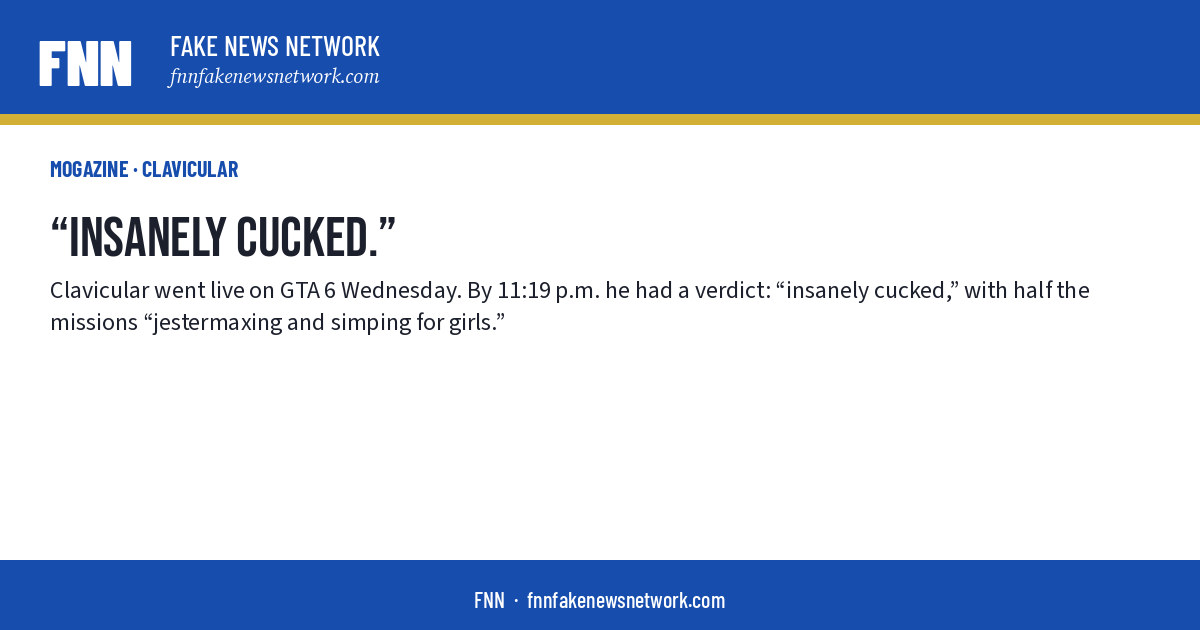 FNN
FAKE NEWS NETWORK
fnnfakenewsnetwork.com
MOGAZINE · CLAVICULAR
“INSANELY CUCKED.”
Clavicular went live on GTA 6 Wednesday. By 11:19 p.m. he had a verdict: “insanely cucked,” with half the
missions “jestermaxing and simping for girls.”
FNN · fnnfakenewsnetwork.com